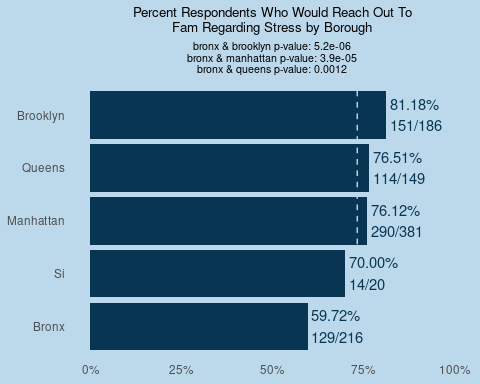 Percent Respondents Who Would Reach Out To
Fam Regarding Stress by Borough
bronx & brooklyn p-value: 5.2e-06
bronx & manhattan p-value: 3.9e-05
bronx & queens p-value: 0.0012
Brooklyn
81.18%
151/186
Queens
76.51%
114/149
Manhattan
76.12%
290/381
Si
70.00%
14/20
Bronx
59.72%
129/216
0% 25% 50% 75% 100%